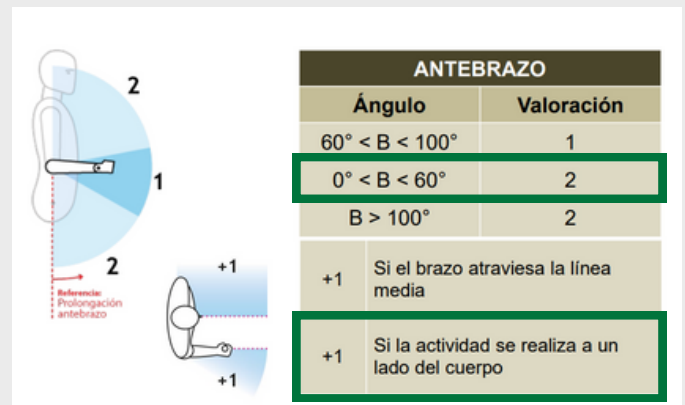 2
1
2
Referencia:
Prolongación
antebrazo
+1
+1
ANTEBRAZO
Ángulo Valoración
60° < B < 100° 1
0° < B < 60° 2
B > 100° 2
+1 Si el brazo atraviesa la línea
media
+1 Si la actividad se realiza a un
lado del cuerpo